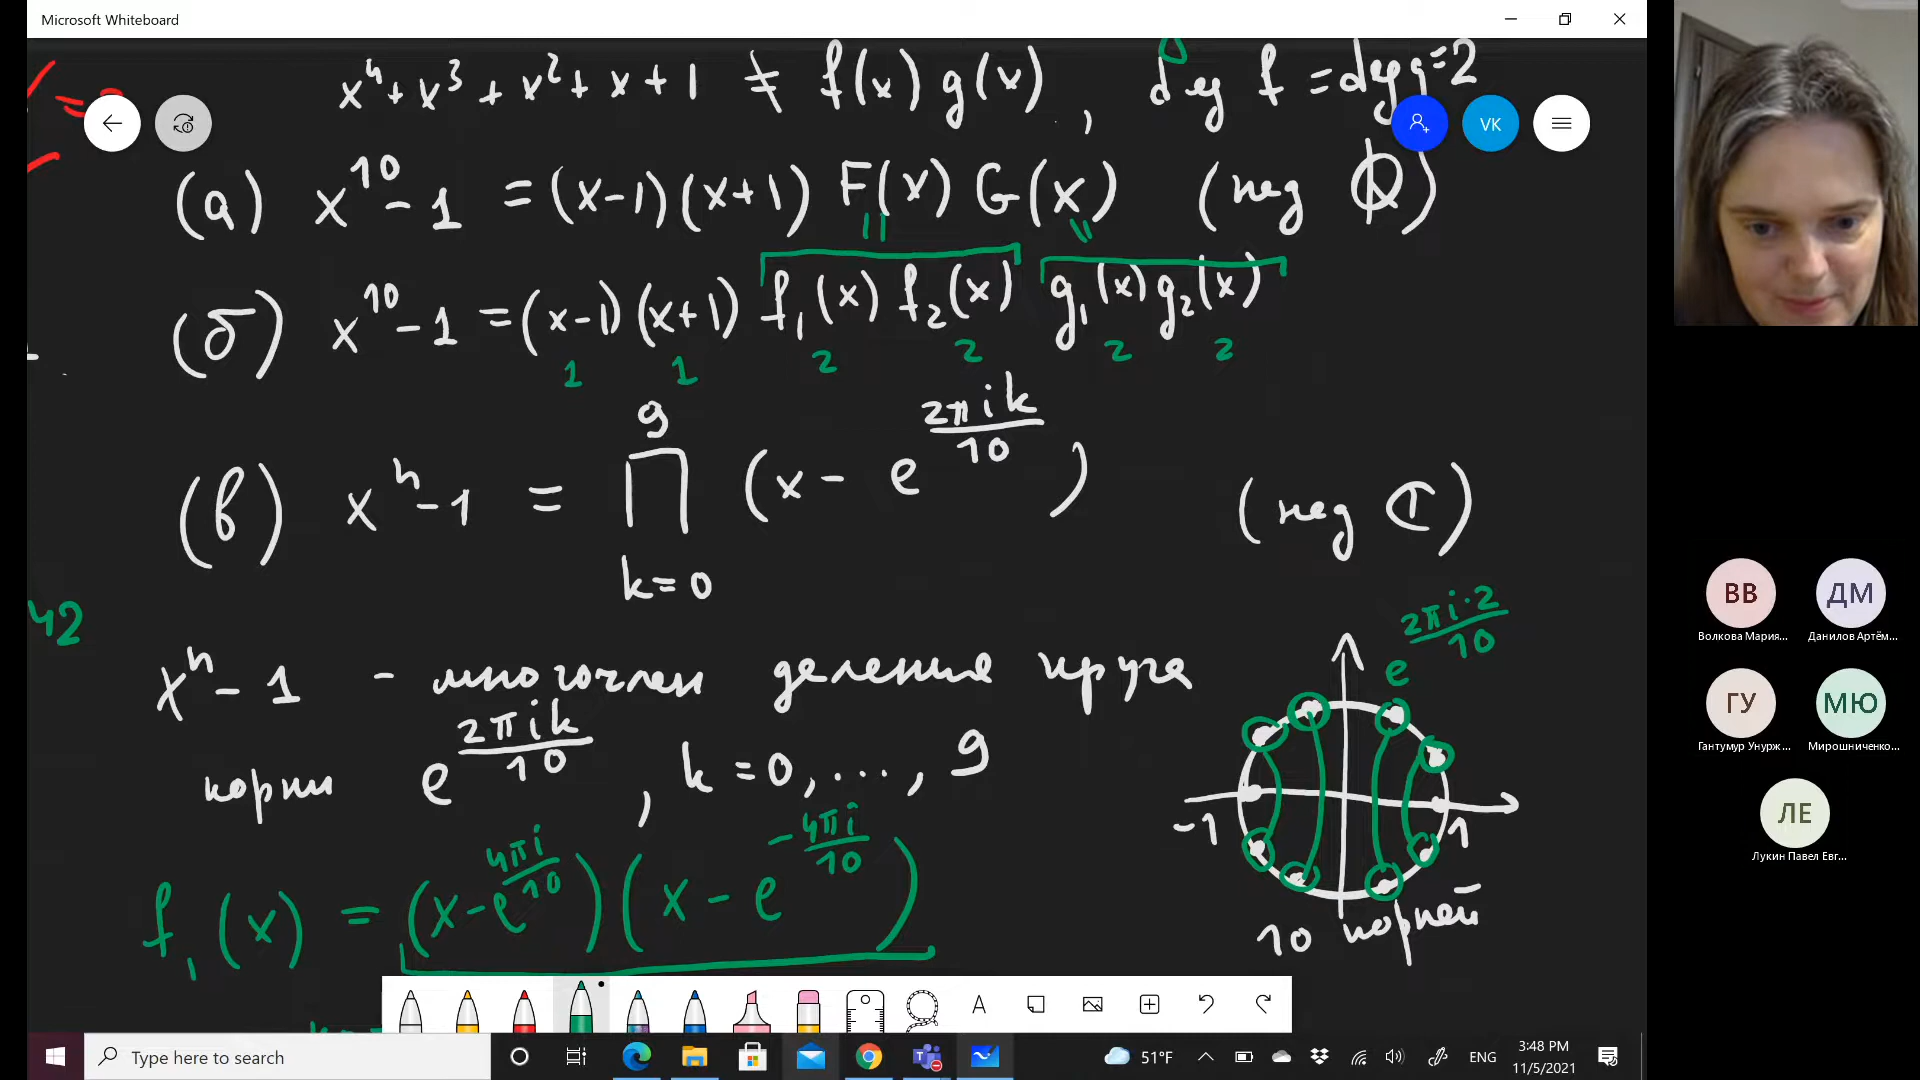 Microsoft Whiteboard
x⁴ + x³ + x² + x + 1 ≠ f(x) g(x), deg f = deg g = 2
VK
(а) x¹⁰ - 1 = (x-1)(x+1) F(x) G(x) (над ℚ)
|| ||
(б) x¹⁰ - 1 = (x-1)(x+1) f₁(x) f₂(x) g₁(x) g₂(x)
1 1 2 2 2 2
(в) xⁿ - 1 = ∏_{k=0}^{9} (x - e^{2πik/10}) (над ℂ)
42
e^{2πi·2/10}
xⁿ - 1 - многочлен деления круга
корни e^{2πik/10}, k = 0, ..., 9
-1 1
10 корней
f₁(x) = (x - e^{4πi/10})(x - e^{-4πi/10})
ВВ
Волкова Мария...
ДМ
Данилов Артём...
ГУ
Гантумур Унурж...
МЮ
Мирошниченко...
ЛЕ
Лукин Павел Евг...
A
Type here to search
51°F
ENG
3:48 PM
11/5/2021